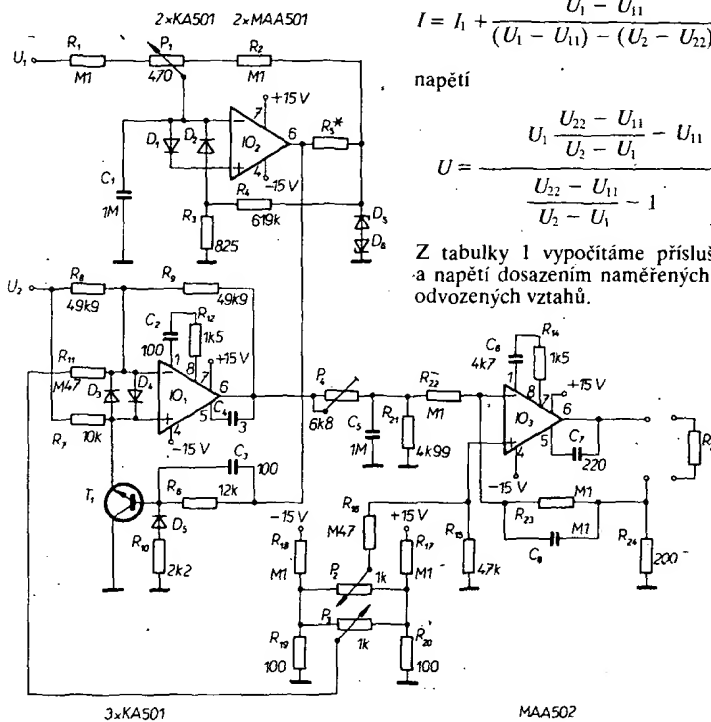 2×KA501 2×MAA501
U₁
R₁
M1
P₁
470
R₂
M1
+15 V
7
D₁
D₂
−
+
IO₂
6
4
-15 V
R₅*
C₁
1M
R₃
825
R₄
619k
D₅
D₆
U₂
R₈
49k9
R₉
49k9
C₂
100
R₁₂
1k5
R₁₁
M47
D₃
D₄
−
+
1
8
7
+15 V
IO₁
6
5
C₄
3
4
-15 V
R₇
10k
T₁
C₃
100
R₆
12k
D₅
R₁₀
2k2
P₄
6k8
C₅
1M
R₂₁
4k99
R₂₂
M1
C₆
4k7
R₁₄
1k5
−
+
1
8
7
+15 V
IO₃
6
5
C₇
220
4
-15 V
R₂₃
M1
M1
C₈
R₂₄
200
R₁₅
47k
R₁₆
M47
-15 V
+15 V
R₁₈
M1
R₁₇
M1
P₂
1k
P₃
1k
R₁₉
100
R₂₀
100
3×KA501
MAA502
I = I₁ + (U₁ − U₁₁) / ((U₁ − U₁₁) − (U₂ − U₂₂))
napětí
U = (U₁ (U₂₂ − U₁₁) / (U₂ − U₁) − U₁₁) / ((U₂₂ − U₁₁) / (U₂ − U₁) − 1)
Z tabulky 1 vypočítáme přísluš
a napětí dosazením naměřených
odvozených vztahů.